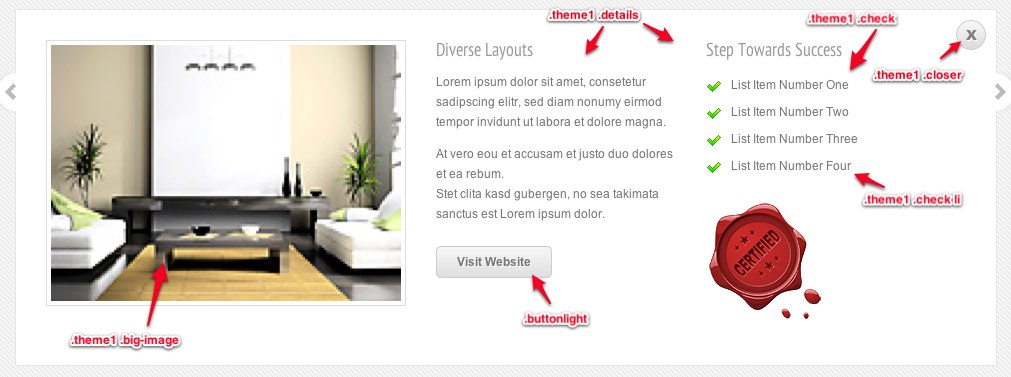 .theme1 .details
.theme1 .check
x
.theme1 .closer
Diverse Layouts
Lorem ipsum dolor sit amet, consetetur
sadipscing elitr, sed diam nonumy eirmod
tempor invidunt ut labora et dolore magna.
At vero eou et accusam et justo duo dolores
et ea rebum.
Stet clita kasd gubergen, no sea takimata
sanctus est Lorem ipsum dolor.
Visit Website
.buttonlight
Step Towards Success
List Item Number One
List Item Number Two
List Item Number Three
List Item Number Four
.theme1 .check li
CERTIFIED
.theme1 .big-image